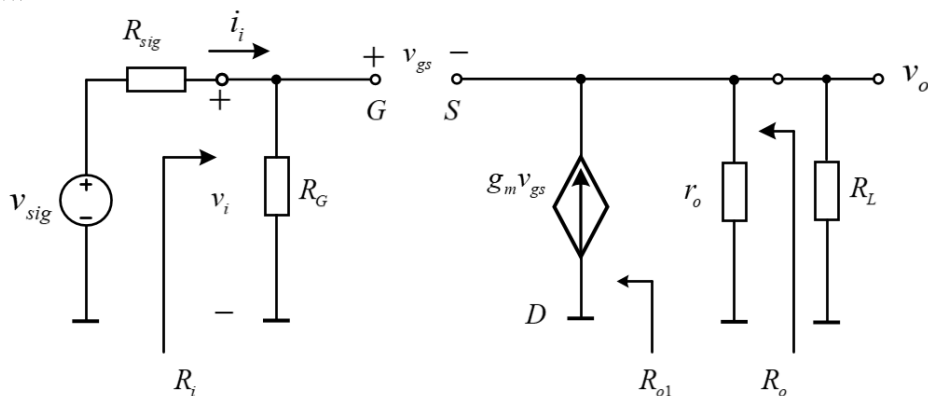 R_sig
i_i
+ v_gs −
v_o
+
G
S
+
−
v_sig
v_i
R_G
g_m v_gs
r_o
R_L
−
D
R_i
R_o1
R_o